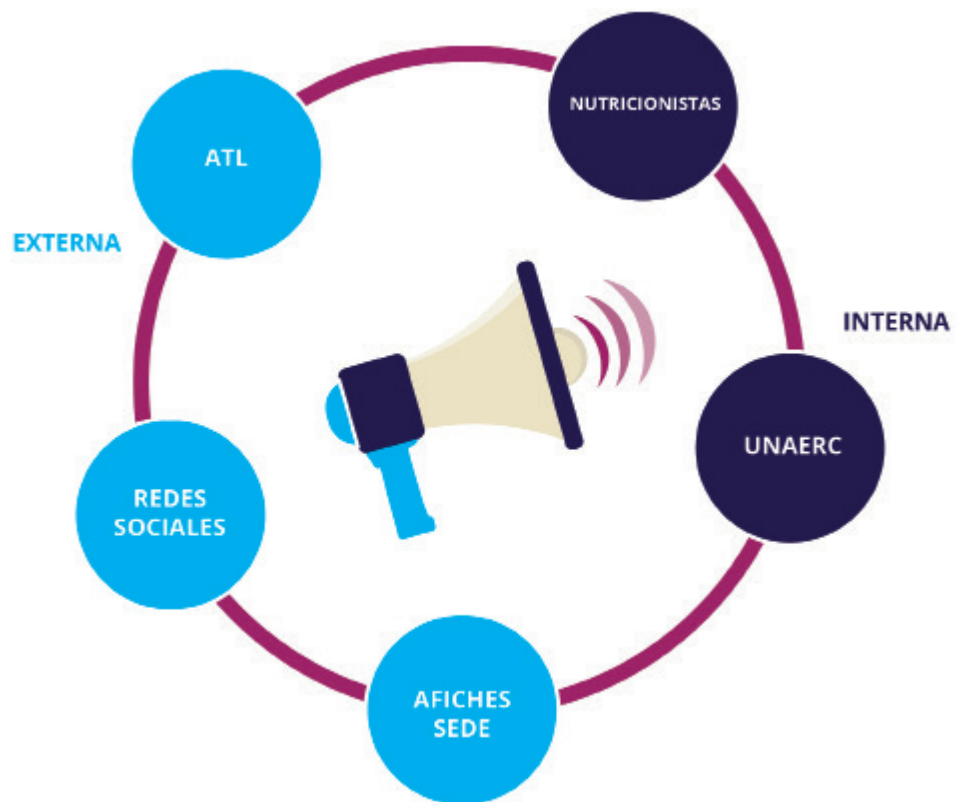 NUTRICIONISTAS
ATL
EXTERNA
INTERNA
UNAERC
REDES
SOCIALES
AFICHES
SEDE